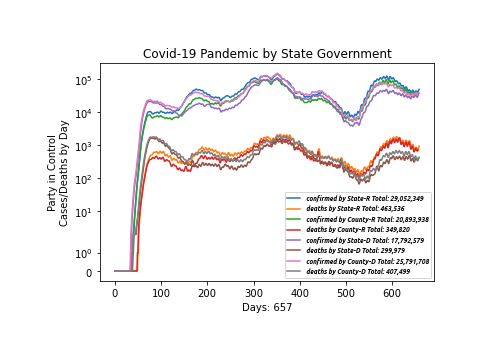 Covid-19 Pandemic by State Government
Party in Control
Cases/Deaths by Day
10⁵
10⁴
10³
10²
10¹
10⁰
0
confirmed by State-R Total: 29,052,349
deaths by State-R Total: 463,536
confirmed by County-R Total: 20,893,938
deaths by County-R Total: 349,820
confirmed by State-D Total: 17,792,579
deaths by State-D Total: 299,979
confirmed by County-D Total: 25,791,708
deaths by County-D Total: 407,499
0 100 200 300 400 500 600
Days: 657